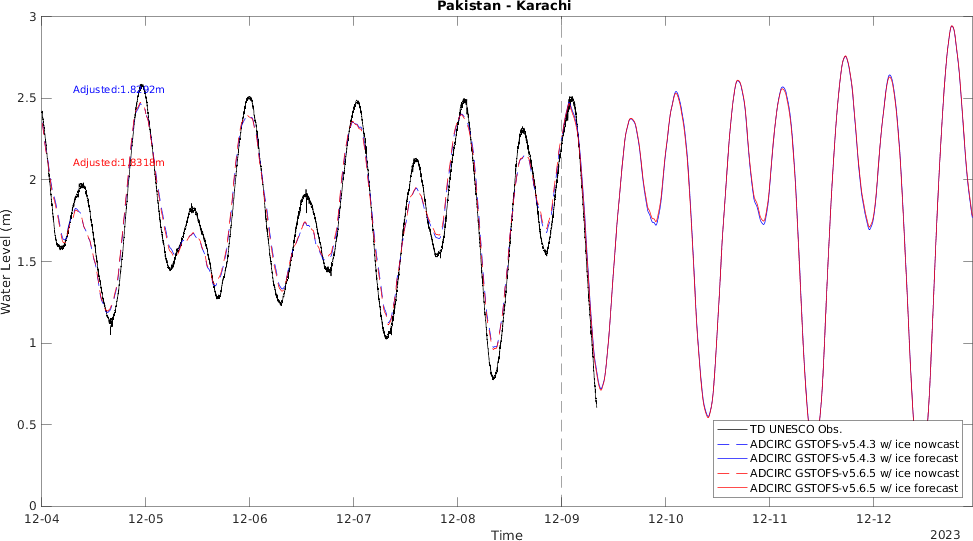 Pakistan - Karachi
3
2.5
2
1.5
1
0.5
0
Water Level (m)
Adjusted:1.8292m
Adjusted:1.8318m
TD UNESCO Obs.
ADCIRC GSTOFS-v5.4.3 w/ ice nowcast
ADCIRC GSTOFS-v5.4.3 w/ ice forecast
ADCIRC GSTOFS-v5.6.5 w/ ice nowcast
ADCIRC GSTOFS-v5.6.5 w/ ice forecast
12-04 12-05 12-06 12-07 12-08 12-09 12-10 12-11 12-12
Time
2023